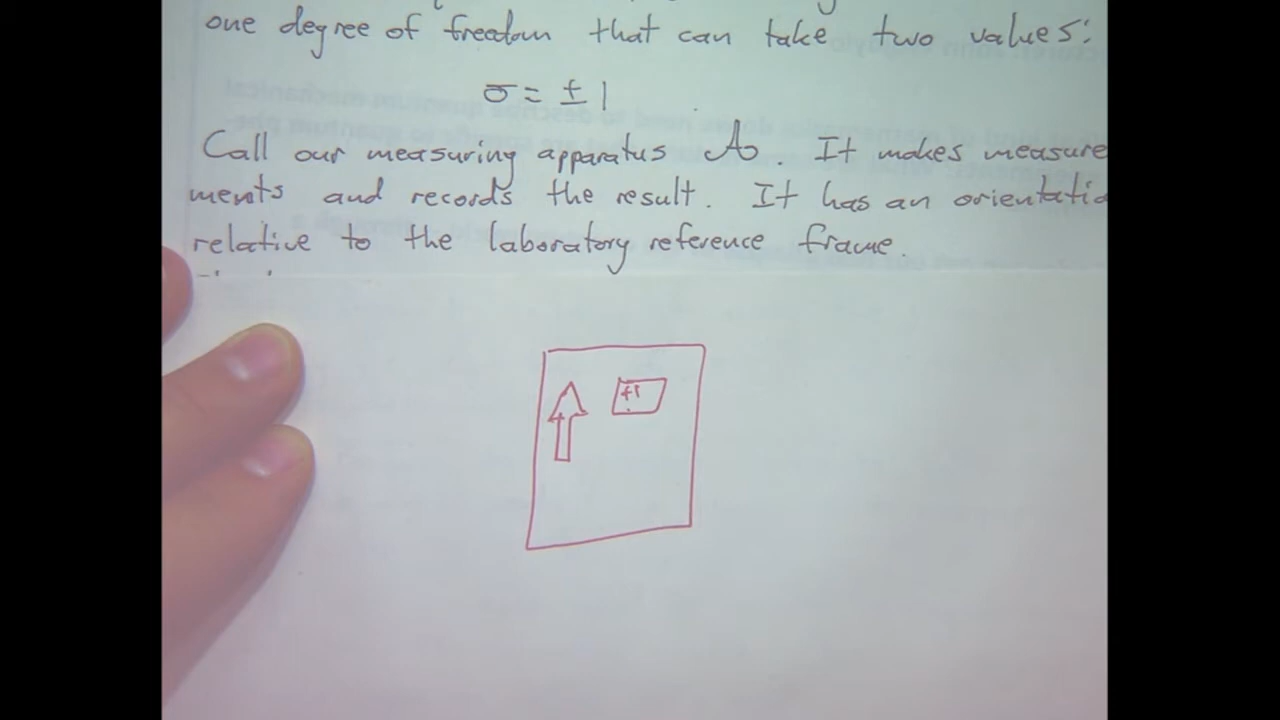 one degree of freedom that can take two values:
σ = ± 1
Call our measuring apparatus A. It makes measure
ments and records the result. It has an orientatio
relative to the laboratory reference frame.
+1